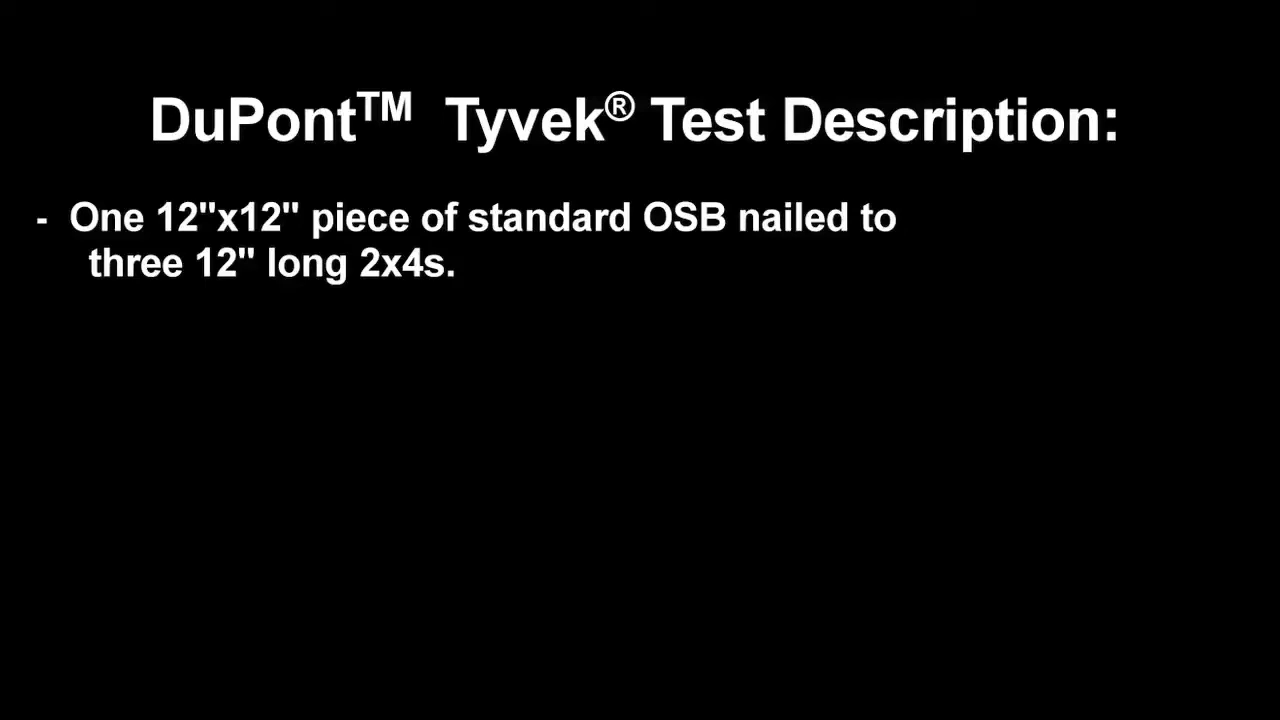 DuPont™ Tyvek® Test Description:
- One 12"x12" piece of standard OSB nailed to
three 12" long 2x4s.